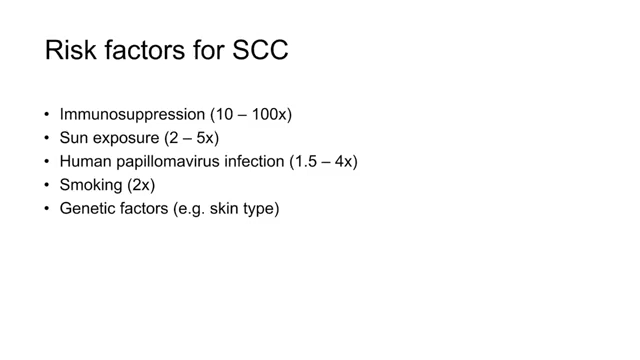 Risk factors for SCC
• Immunosuppression (10 – 100x)
• Sun exposure (2 – 5x)
• Human papillomavirus infection (1.5 – 4x)
• Smoking (2x)
• Genetic factors (e.g. skin type)